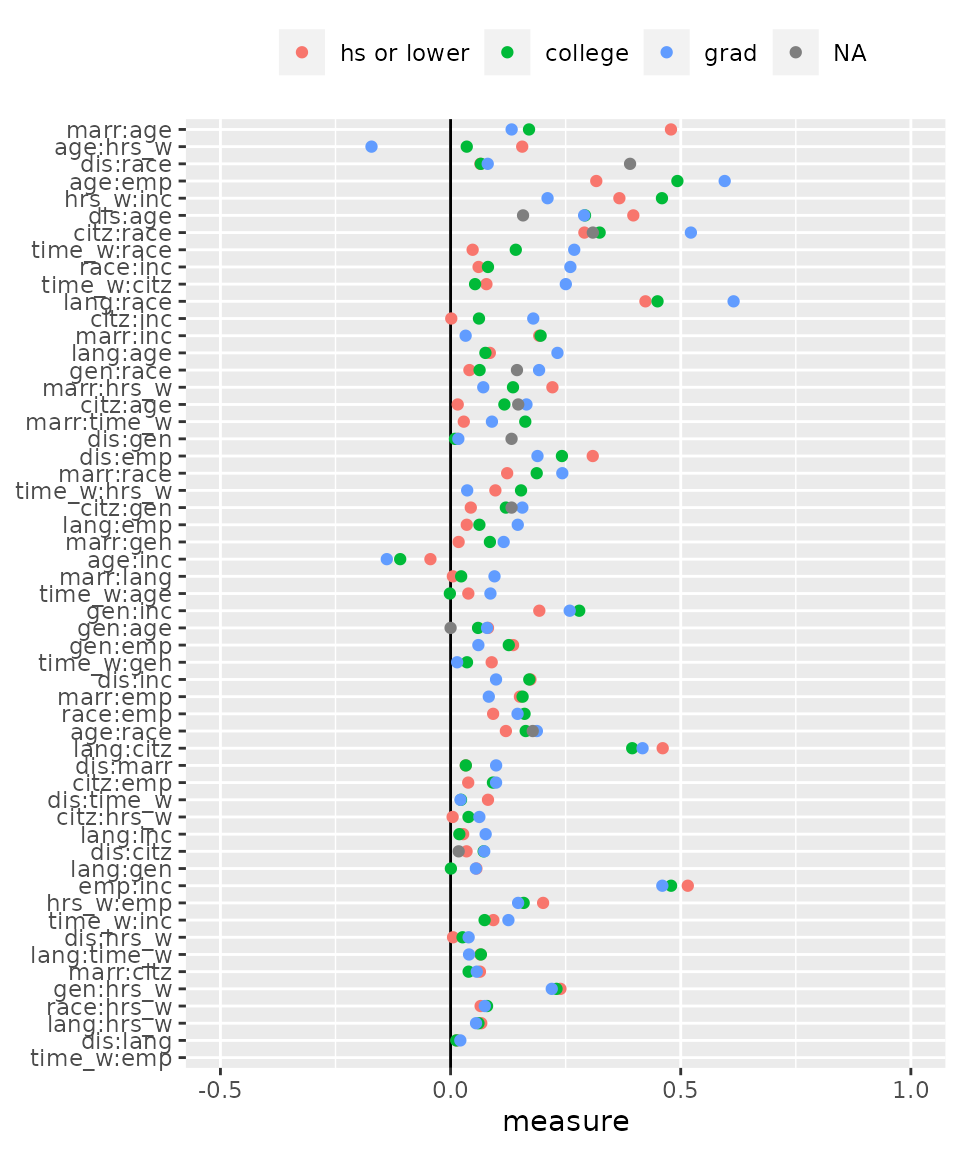 hs or lower college grad NA
marr:age
age:hrs_w
dis:race
age:emp
hrs_w:inc
dis:age
citz:race
time_w:race
race:inc
time_w:citz
lang:race
citz:inc
marr:inc
lang:age
gen:race
marr:hrs_w
citz:age
marr:time_w
dis:gen
dis:emp
marr:race
time_w:hrs_w
citz:gen
lang:emp
marr:gen
age:inc
marr:lang
time_w:age
gen:inc
gen:age
gen:emp
time_w:gen
dis:inc
marr:emp
race:emp
age:race
lang:citz
dis:marr
citz:emp
dis:time_w
citz:hrs_w
lang:inc
dis:citz
lang:gen
emp:inc
hrs_w:emp
time_w:inc
dis:hrs_w
lang:time_w
marr:citz
gen:hrs_w
race:hrs_w
lang:hrs_w
dis:lang
time_w:emp
-0.5 0.0 0.5 1.0
measure